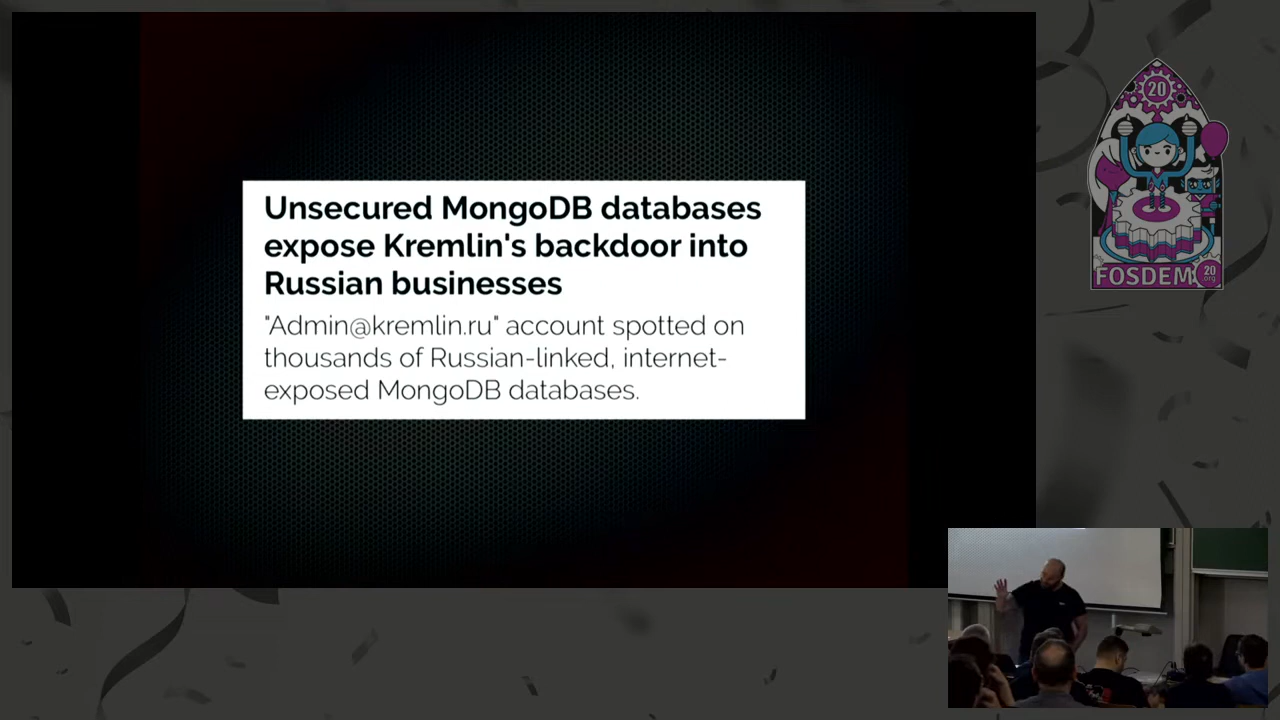 Unsecured MongoDB databases
expose Kremlin's backdoor into
Russian businesses
"Admin@kremlin.ru" account spotted on
thousands of Russian-linked, internet-
exposed MongoDB databases.
20
FOSDEM
20
org